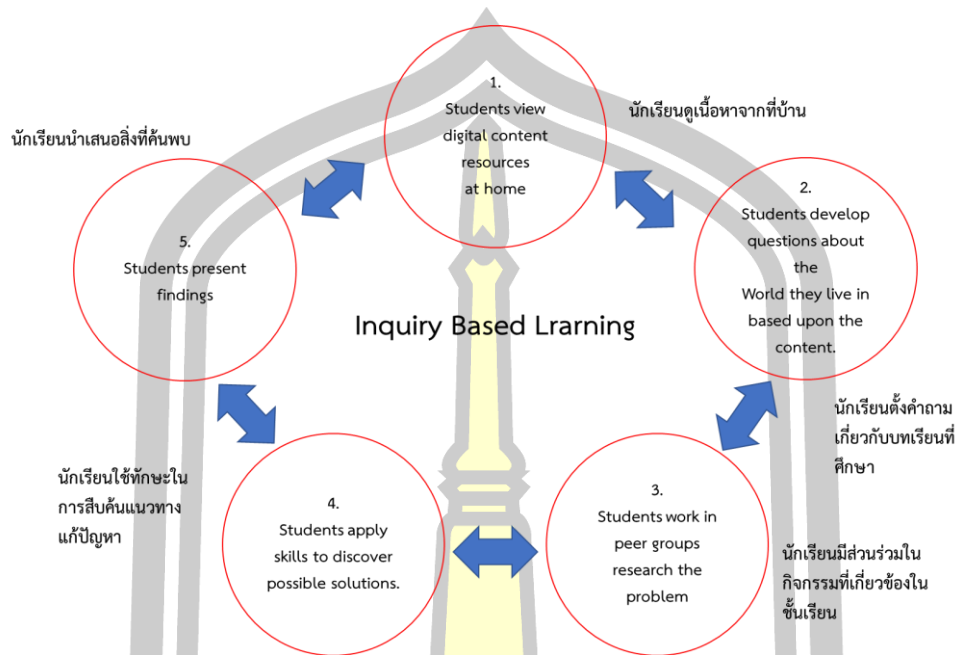 1.
Students view
digital content
resources
at home
นักเรียนดูเนื้อหาจากที่บ้าน
2.
Students develop
questions about
the
World they live in
based upon the
content.
นักเรียนตั้งคำถาม
เกี่ยวกับบทเรียนที่
ศึกษา
3.
Students work in
peer groups
research the
problem
นักเรียนมีส่วนร่วมใน
กิจกรรมที่เกี่ยวข้องใน
ชั้นเรียน
4.
Students apply
skills to discover
possible solutions.
นักเรียนใช้ทักษะใน
การสืบค้นแนวทาง
แก้ปัญหา
5.
Students present
findings
นักเรียนนำเสนอสิ่งที่ค้นพบ
Inquiry Based Lrarning